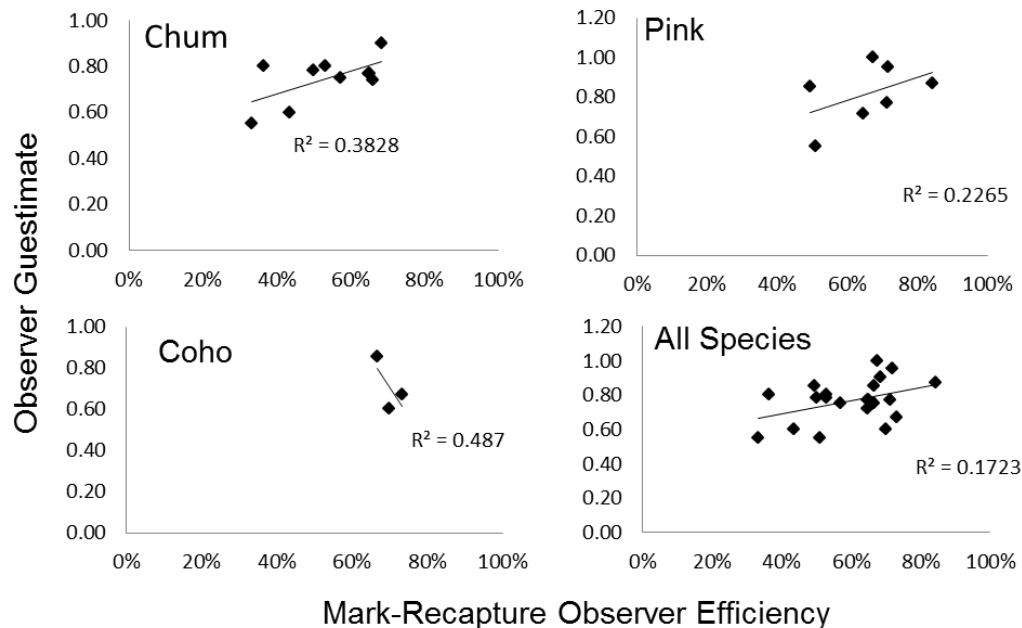 Observer Guestimate
Chum
1.00
0.80
0.60
0.40
0.20
0.00
R² = 0.3828
0% 20% 40% 60% 80% 100%
Pink
1.20
1.00
0.80
0.60
0.40
0.20
0.00
R² = 0.2265
0% 20% 40% 60% 80% 100%
Coho
1.00
0.80
0.60
0.40
0.20
0.00
R² = 0.487
0% 20% 40% 60% 80% 100%
All Species
1.20
1.00
0.80
0.60
0.40
0.20
0.00
R² = 0.1723
0% 20% 40% 60% 80% 100%
Mark-Recapture Observer Efficiency